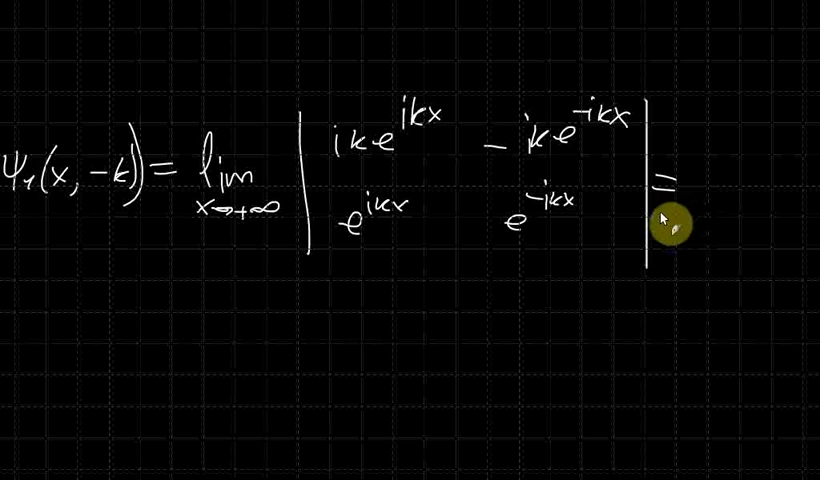 ψ₁(x, -k) = lim x→+∞ | ike^{ikx} - ike^{-ikx} | =
e^{ikx} e^{-ikx}